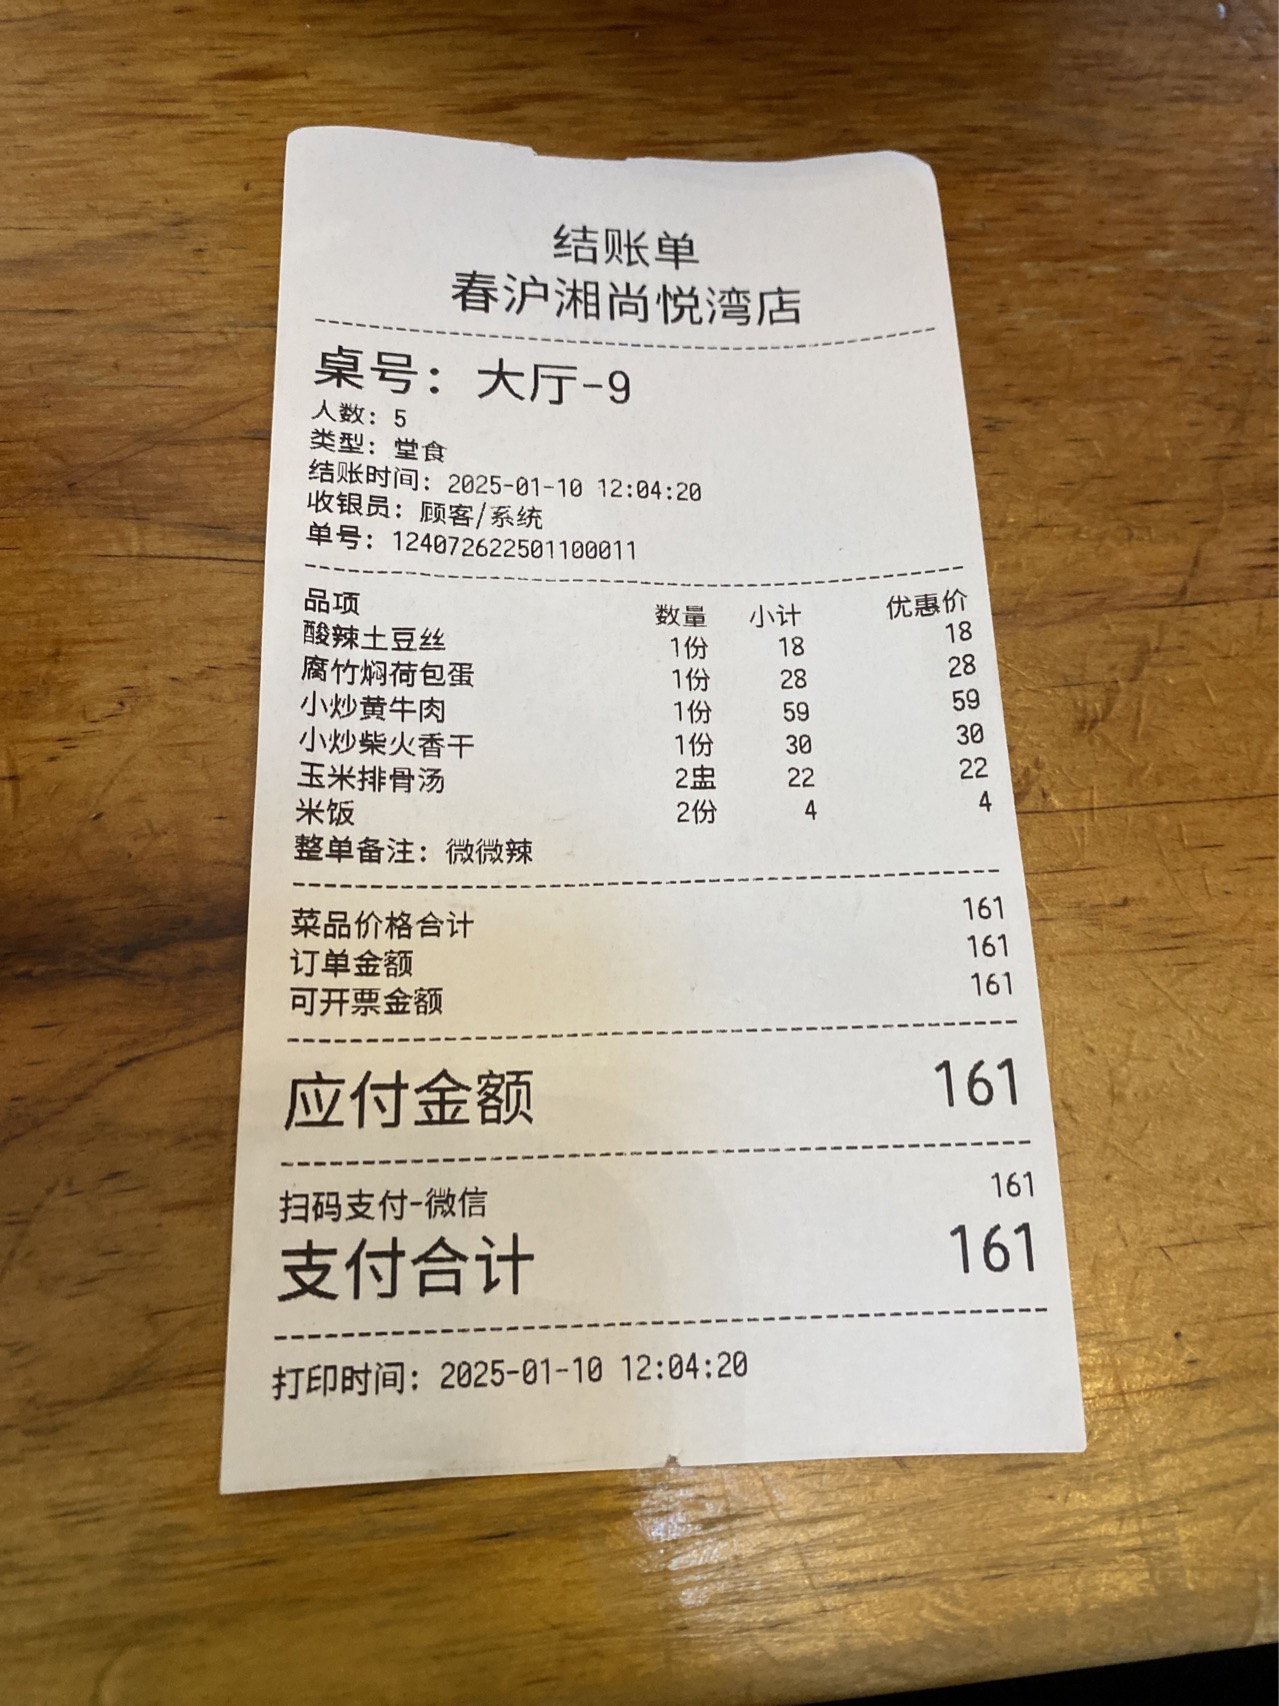 结账单
春沪湘尚悦湾店
桌号：大厅-9
人数：5
类型：堂食
结账时间：2025-01-10 12:04:20
收银员：顾客/系统
单号：124072622501100011
品项 数量 小计 优惠价
酸辣土豆丝 1份 18 18
腐竹焖荷包蛋 1份 28 28
小炒黄牛肉 1份 59 59
小炒柴火香干 1份 30 30
玉米排骨汤 2盅 22 22
米饭 2份 4 4
整单备注：微微辣
菜品价格合计 161
订单金额 161
可开票金额 161
应付金额 161
扫码支付-微信 161
支付合计 161
打印时间：2025-01-10 12:04:20